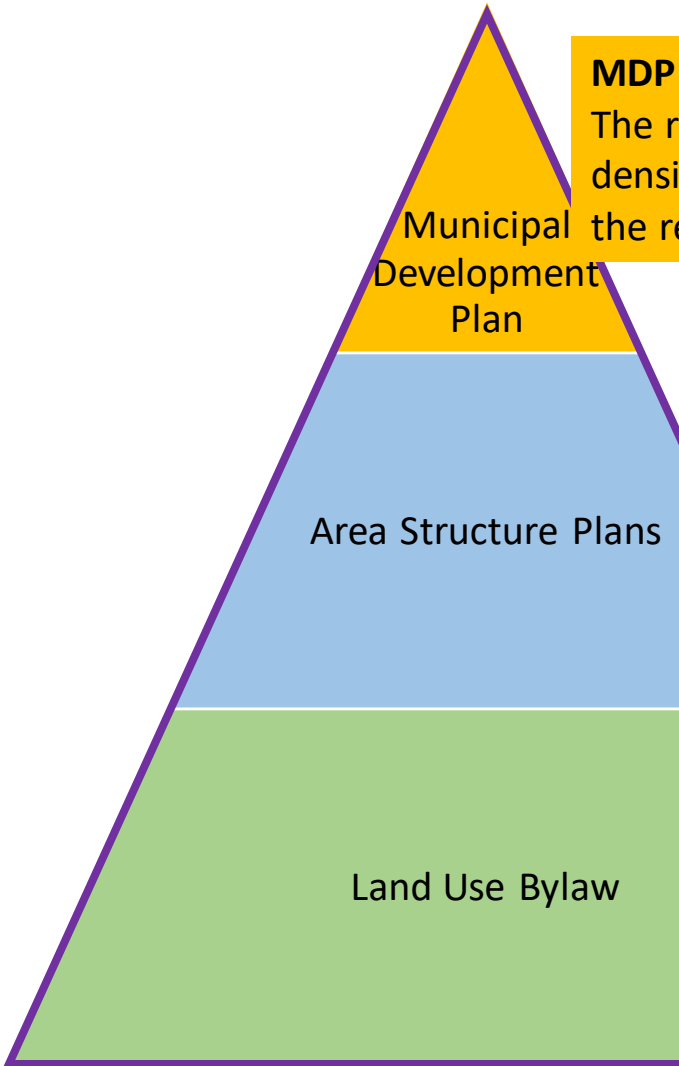 MDP
The r
densi
the re
Municipal
Development
Plan
Area Structure Plans
Land Use Bylaw